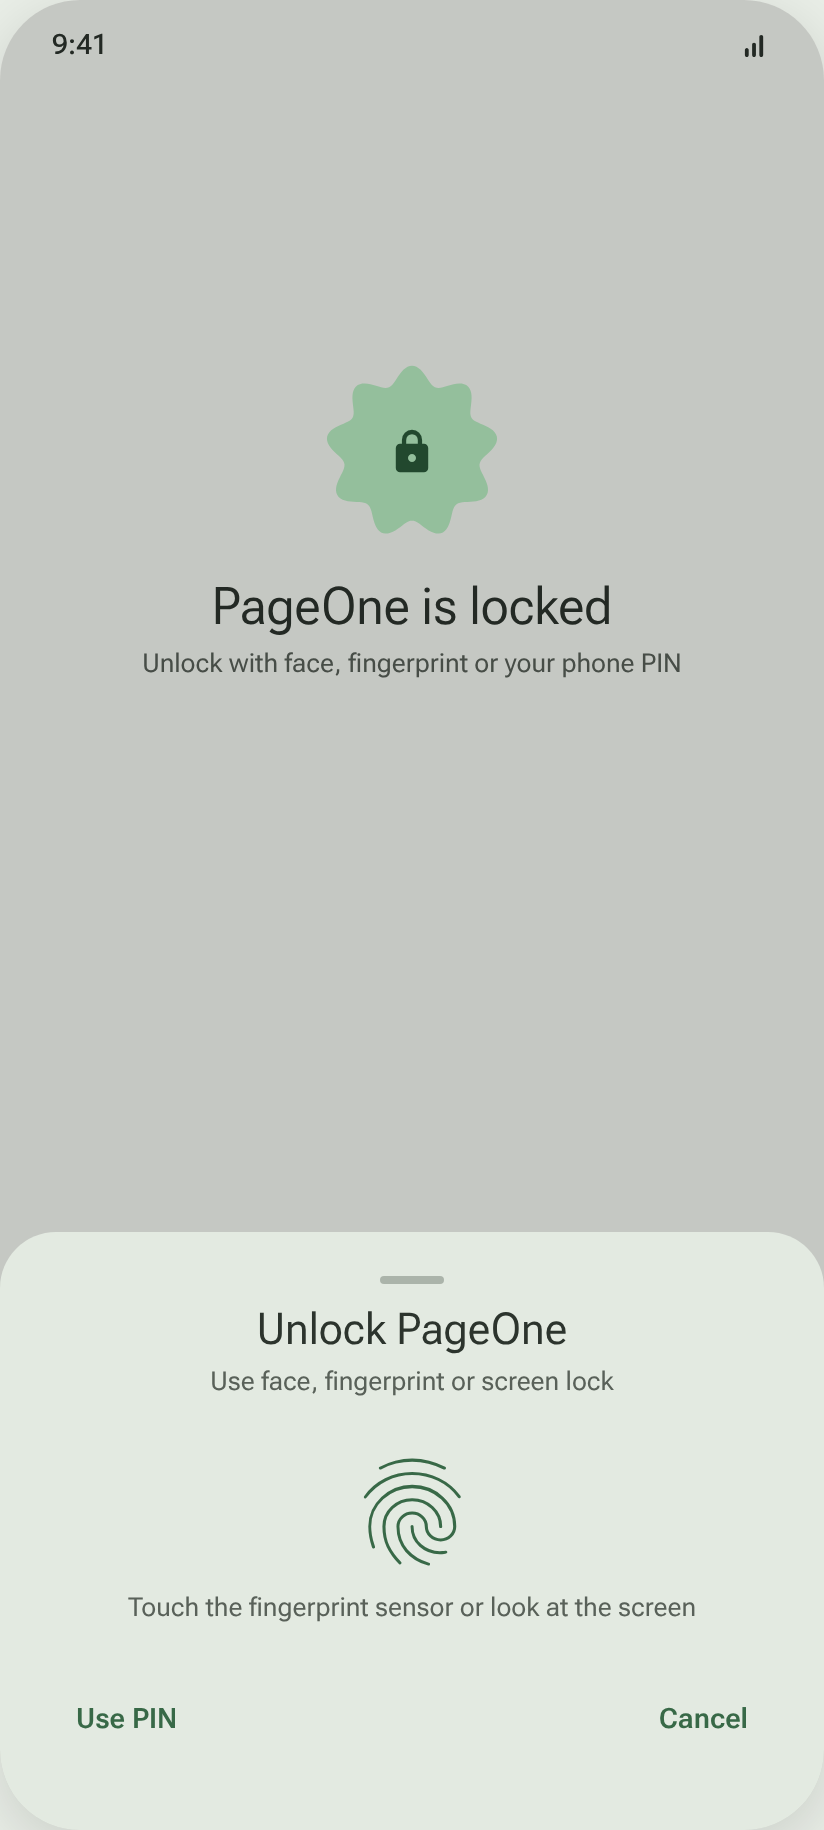 9:41
PageOne is locked
Unlock with face, fingerprint or your phone PIN
Unlock PageOne
Use face, fingerprint or screen lock
Touch the fingerprint sensor or look at the screen
Use PIN
Cancel